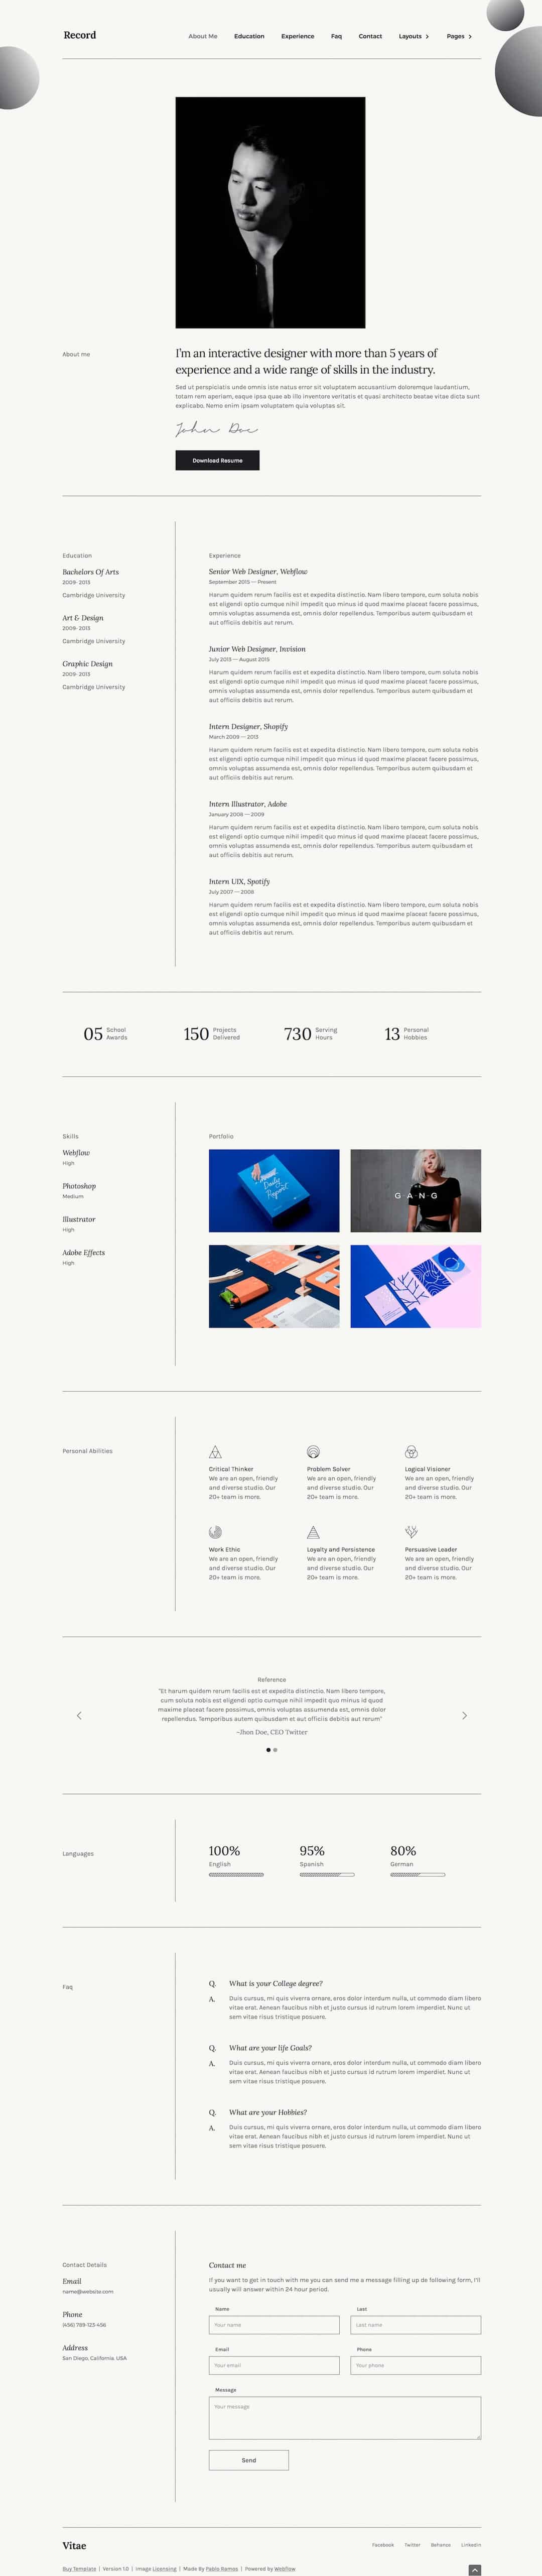 Record
About Me Education Experience Faq Contact Layouts Pages
About me
I'm an interactive designer with more than 5 years of
experience and a wide range of skills in the industry.
Sed ut perspiciatis unde omnis iste natus error sit voluptatem accusantium doloremque laudantium,
totam rem aperiam, eaque ipsa quae ab illo inventore veritatis et quasi architecto beatae vitae dicta sunt
explicabo. Nemo enim ipsam voluptatem quia voluptas sit.
John Doe
Download Resume
Education
Bachelors Of Arts
2009- 2013
Cambridge University
Art & Design
2009- 2013
Cambridge University
Graphic Design
2009- 2013
Cambridge University
Experience
Senior Web Designer, Webflow
September 2015 — Present
Harum quidem rerum facilis est et expedita distinctio. Nam libero tempore, cum soluta nobis
est eligendi optio cumque nihil impedit quo minus id quod maxime placeat facere possimus,
omnis voluptas assumenda est, omnis dolor repellendus. Temporibus autem quibusdam et
aut officiis debitis aut rerum.
Junior Web Designer, Invision
July 2013 — August 2015
Harum quidem rerum facilis est et expedita distinctio. Nam libero tempore, cum soluta nobis
est eligendi optio cumque nihil impedit quo minus id quod maxime placeat facere possimus,
omnis voluptas assumenda est, omnis dolor repellendus. Temporibus autem quibusdam et
aut officiis debitis aut rerum.
Intern Designer, Shopify
March 2009 — 2013
Harum quidem rerum facilis est et expedita distinctio. Nam libero tempore, cum soluta nobis
est eligendi optio cumque nihil impedit quo minus id quod maxime placeat facere possimus,
omnis voluptas assumenda est, omnis dolor repellendus. Temporibus autem quibusdam et
aut officiis debitis aut rerum.
Intern Illustrator, Adobe
January 2008 — 2009
Harum quidem rerum facilis est et expedita distinctio. Nam libero tempore, cum soluta nobis
est eligendi optio cumque nihil impedit quo minus id quod maxime placeat facere possimus,
omnis voluptas assumenda est, omnis dolor repellendus. Temporibus autem quibusdam et
aut officiis debitis aut rerum.
Intern UIX, Spotify
July 2007 — 2008
Harum quidem rerum facilis est et expedita distinctio. Nam libero tempore, cum soluta nobis
est eligendi optio cumque nihil impedit quo minus id quod maxime placeat facere possimus,
omnis voluptas assumenda est, omnis dolor repellendus. Temporibus autem quibusdam et
aut officiis debitis aut rerum.
05 School Awards
150 Projects Delivered
730 Serving Hours
13 Personal Hobbies
Skills
Webflow
High
Photoshop
Medium
Illustrator
High
Adobe Effects
High
Portfolio
Daily
Report
GANG
Personal Abilities
Critical Thinker
We are an open, friendly
and diverse studio. Our
20+ team is more.
Problem Solver
We are an open, friendly
and diverse studio. Our
20+ team is more.
Logical Visioner
We are an open, friendly
and diverse studio. Our
20+ team is more.
Work Ethic
We are an open, friendly
and diverse studio. Our
20+ team is more.
Loyalty and Persistence
We are an open, friendly
and diverse studio. Our
20+ team is more.
Persuasive Leader
We are an open, friendly
and diverse studio. Our
20+ team is more.
Reference
"Et harum quidem rerum facilis est et expedita distinctio. Nam libero tempore,
cum soluta nobis est eligendi optio cumque nihil impedit quo minus id quod
maxime placeat facere possimus, omnis voluptas assumenda est, omnis dolor
repellendus. Temporibus autem quibusdam et aut officiis debitis aut rerum"
–Jhon Doe, CEO Twitter
Languages
100%
English
95%
Spanish
80%
German
Faq
Q. What is your College degree?
A. Duis cursus, mi quis viverra ornare, eros dolor interdum nulla, ut commodo diam libero
vitae erat. Aenean faucibus nibh et justo cursus id rutrum lorem imperdiet. Nunc ut
sem vitae risus tristique posuere.
Q. What are your life Goals?
A. Duis cursus, mi quis viverra ornare, eros dolor interdum nulla, ut commodo diam libero
vitae erat. Aenean faucibus nibh et justo cursus id rutrum lorem imperdiet. Nunc ut
sem vitae risus tristique posuere.
Q. What are your Hobbies?
A. Duis cursus, mi quis viverra ornare, eros dolor interdum nulla, ut commodo diam libero
vitae erat. Aenean faucibus nibh et justo cursus id rutrum lorem imperdiet. Nunc ut
sem vitae risus tristique posuere.
Contact Details
Email
name@website.com
Phone
(456) 789-123-456
Address
San Diego, California, USA
Contact me
If you want to get in touch with me you can send me a message filling up de following form, I'll
usually will answer within 24 hour period.
Name Last
Your name Last name
Email Phone
Your email Your phone
Message
Your message
Send
Vitae
Facebook Twitter Behance LinkedIn
Buy Template | Version 1.0 | Image Licensing | Made By Pablo Ramos | Powered by Webflow